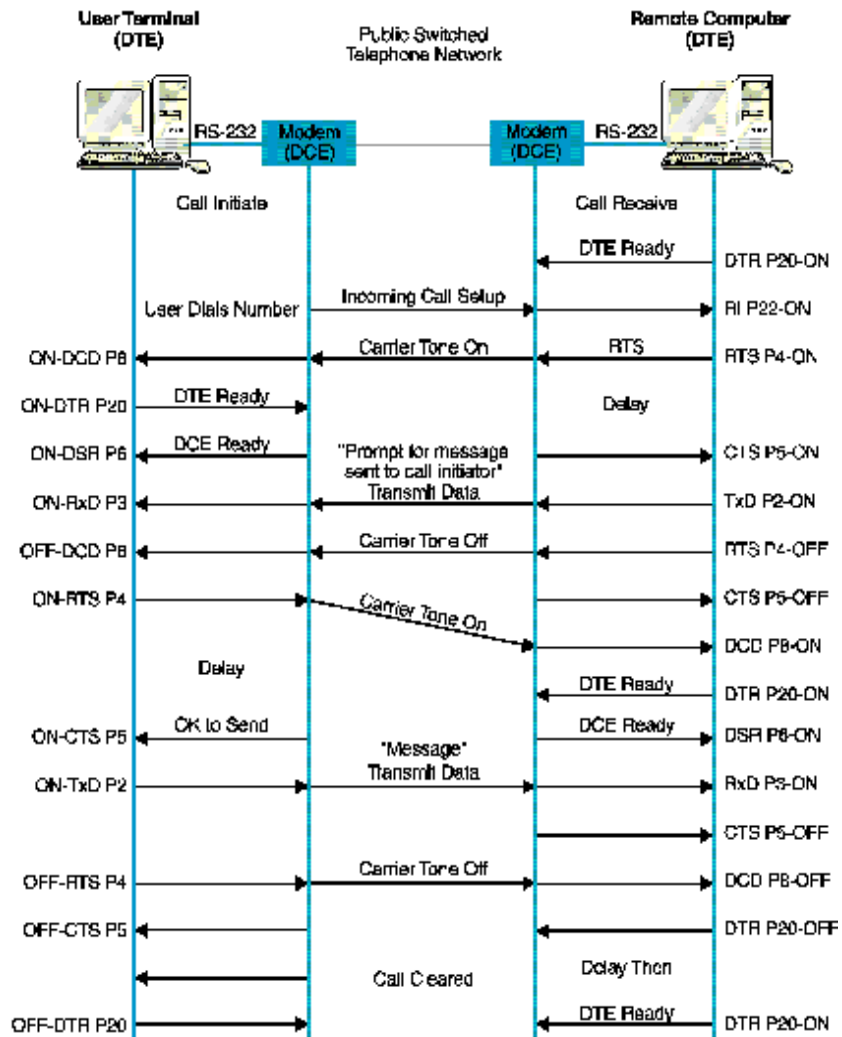 User Terminal
(DTE)
Public Switched
Telephone Network
Remote Computer
(DTE)
RS-232
Modem
(DCE)
Modem
(DCE)
RS-232
Call Initiate
Call Receive
DTE Ready
DTR P20-ON
User Dials Number
Incoming Call Setup
RI P22-ON
ON-DCD P8
Carrier Tone On
RTS
RTS P4-ON
ON-DTR P20
DTE Ready
Delay
ON-DSR P6
DCE Ready
"Prompt for message
sent to call initiator"
Transmit Data
CTS P5-ON
ON-RxD P3
TxD P2-ON
OFF-DCD P8
Carrier Tone Off
RTS P4-OFF
ON-RTS P4
Carrier Tone On
CTS P5-OFF
DCD P8-ON
Delay
DTE Ready
DTR P20-ON
ON-CTS P5
OK to Send
DCE Ready
DSR P6-ON
"Message"
Transmit Data
ON-TxD P2
RxD P3-ON
CTS P5-OFF
OFF-RTS P4
Carrier Tone Off
DCD P8-OFF
OFF-CTS P5
DTR P20-OFF
Call Cleared
Delay Then
OFF-DTR P20
DTE Ready
DTR P20-ON